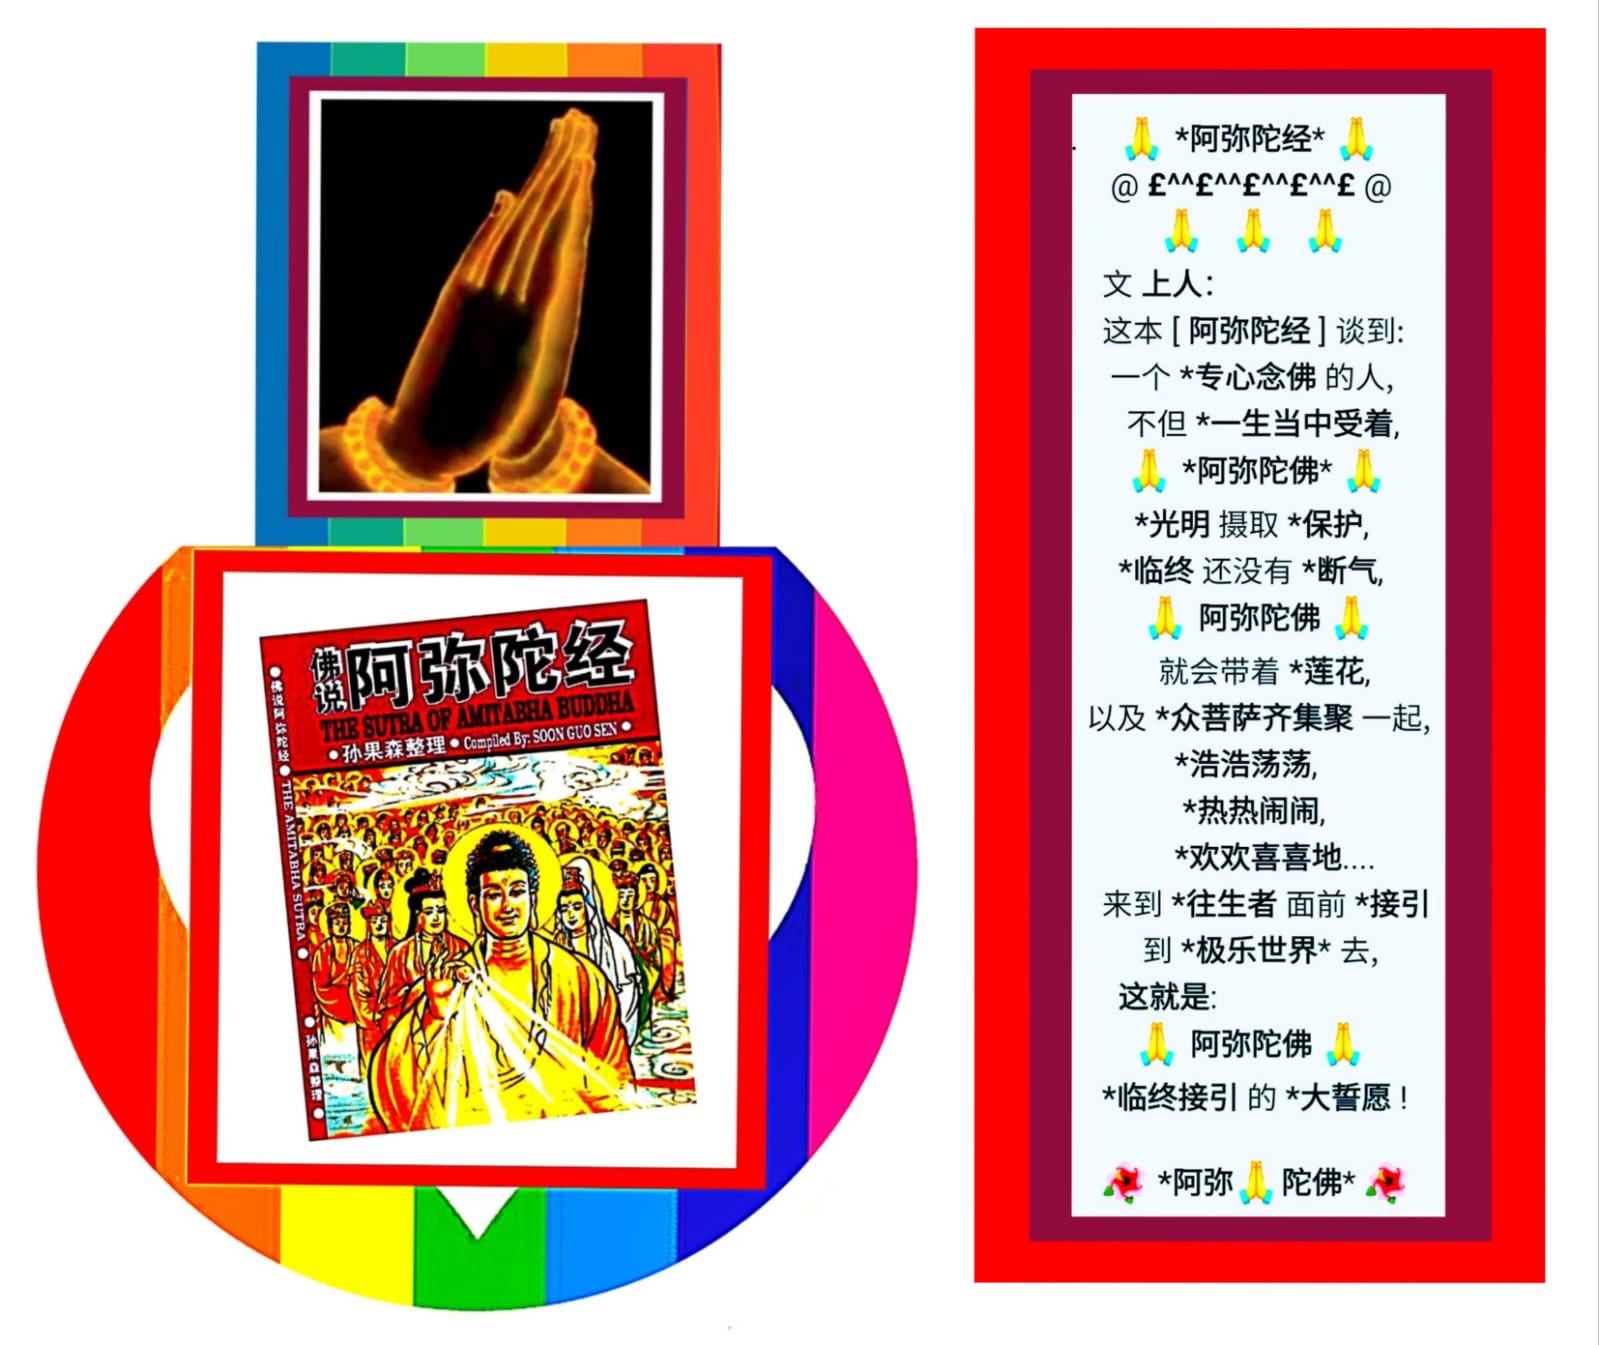 佛说
阿弥陀经
THE SUTRA OF AMITABHA BUDDHA
●孙果森整理● Compiled By: SOON GUO SEN ●
●佛说阿弥陀经●THE AMITABHA SUTRA●
●孙果森整理●
🙏 *阿弥陀经* 🙏
@ £^^£^^£^^£^^£ @
🙏 🙏 🙏
文 上人：
这本 [ 阿弥陀经 ] 谈到:
一个 *专心念佛 的人,
不但 *一生当中受着,
🙏 *阿弥陀佛* 🙏
*光明 摄取 *保护,
*临终 还没有 *断气,
🙏 阿弥陀佛 🙏
就会带着 *莲花,
以及 *众菩萨齐集聚 一起,
*浩浩荡荡,
*热热闹闹,
*欢欢喜喜地....
来到 *往生者 面前 *接引
到 *极乐世界* 去,
这就是:
🙏 阿弥陀佛 🙏
*临终接引 的 *大誓愿 !
🌺 *阿弥🙏陀佛* 🌺